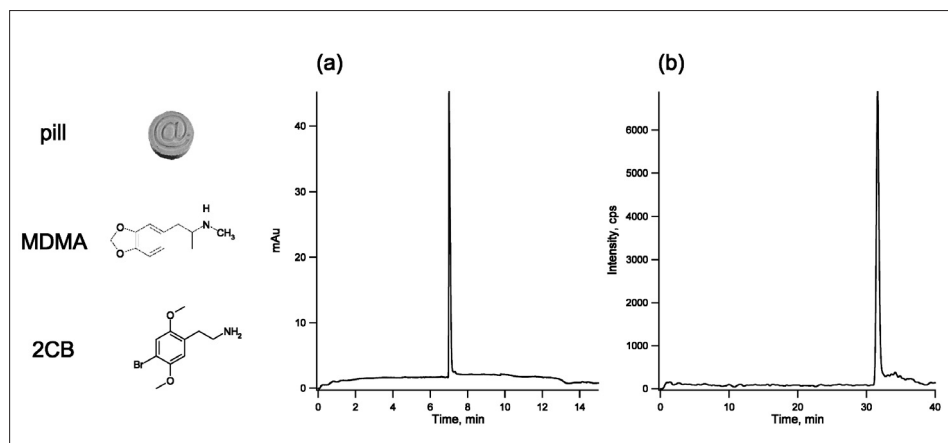 pill
@
MDMA
O
O
H
N
CH3
2CB
O
NH2
Br
O
(a)
mAu
40
30
20
10
0
0 2 4 6 8 10 12 14
Time, min
(b)
Intensity, cps
6000
5000
4000
3000
2000
1000
0
0 10 20 30 40
Time, min